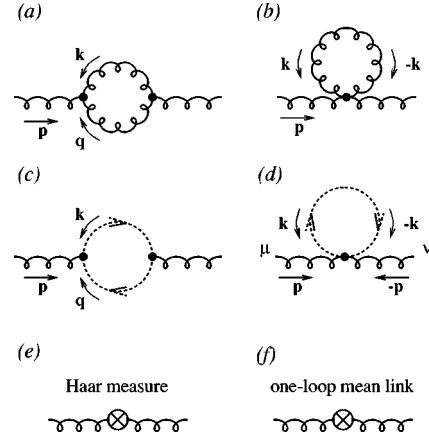 (a)
(b)
k
k
-k
p
q
p
(c)
(d)
k
k
-k
μ
ν
p
q
p
-p
(e)
(f)
Haar measure
one-loop mean link